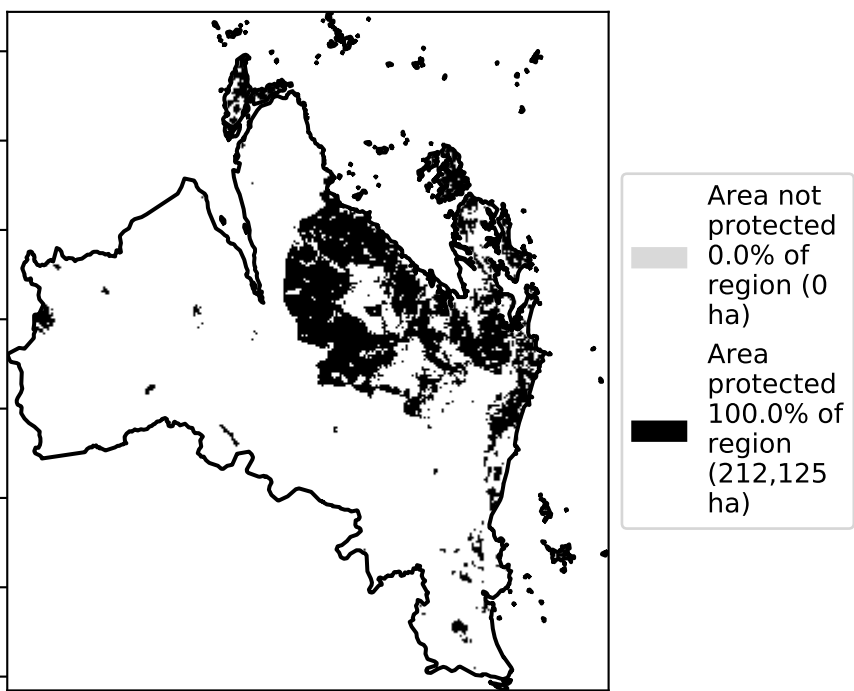 Area not
protected
0.0% of
region (0
ha)
Area
protected
100.0% of
region
(212,125
ha)